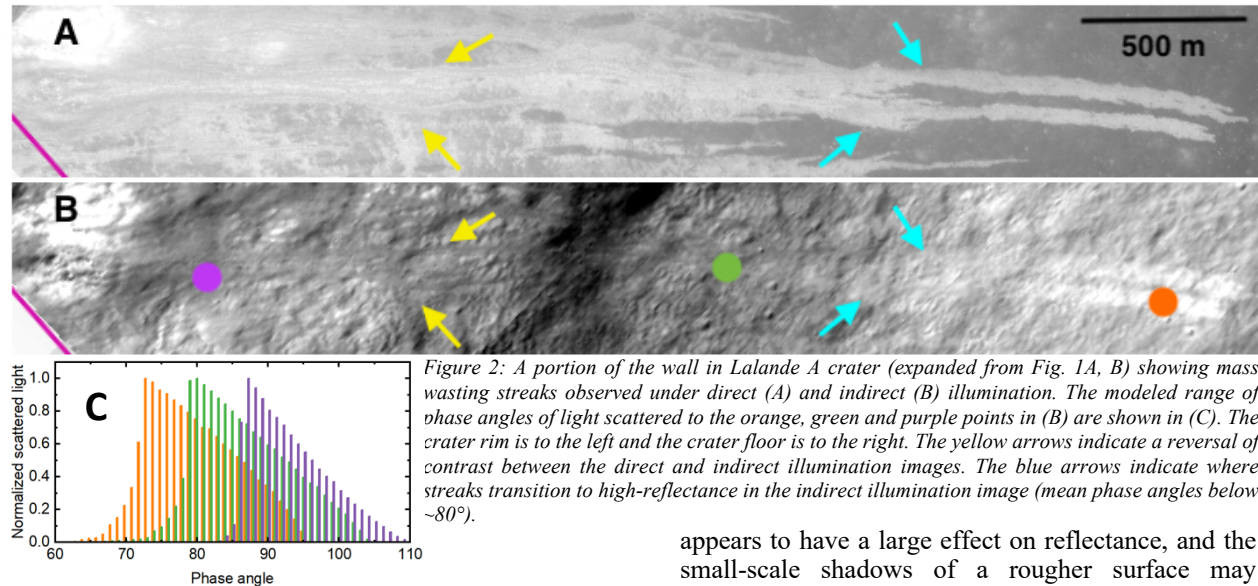 A
500 m
B
C
Normalized scattered light
1.0
0.8
0.6
0.4
0.2
0.0
60 70 80 90 100 110
Phase angle
Figure 2: A portion of the wall in Lalande A crater (expanded from Fig. 1A, B) showing mass
wasting streaks observed under direct (A) and indirect (B) illumination. The modeled range of
phase angles of light scattered to the orange, green and purple points in (B) are shown in (C). The
crater rim is to the left and the crater floor is to the right. The yellow arrows indicate a reversal of
contrast between the direct and indirect illumination images. The blue arrows indicate where
streaks transition to high-reflectance in the indirect illumination image (mean phase angles below
~80°).
appears to have a large effect on reflectance, and the
small-scale shadows of a rougher surface may